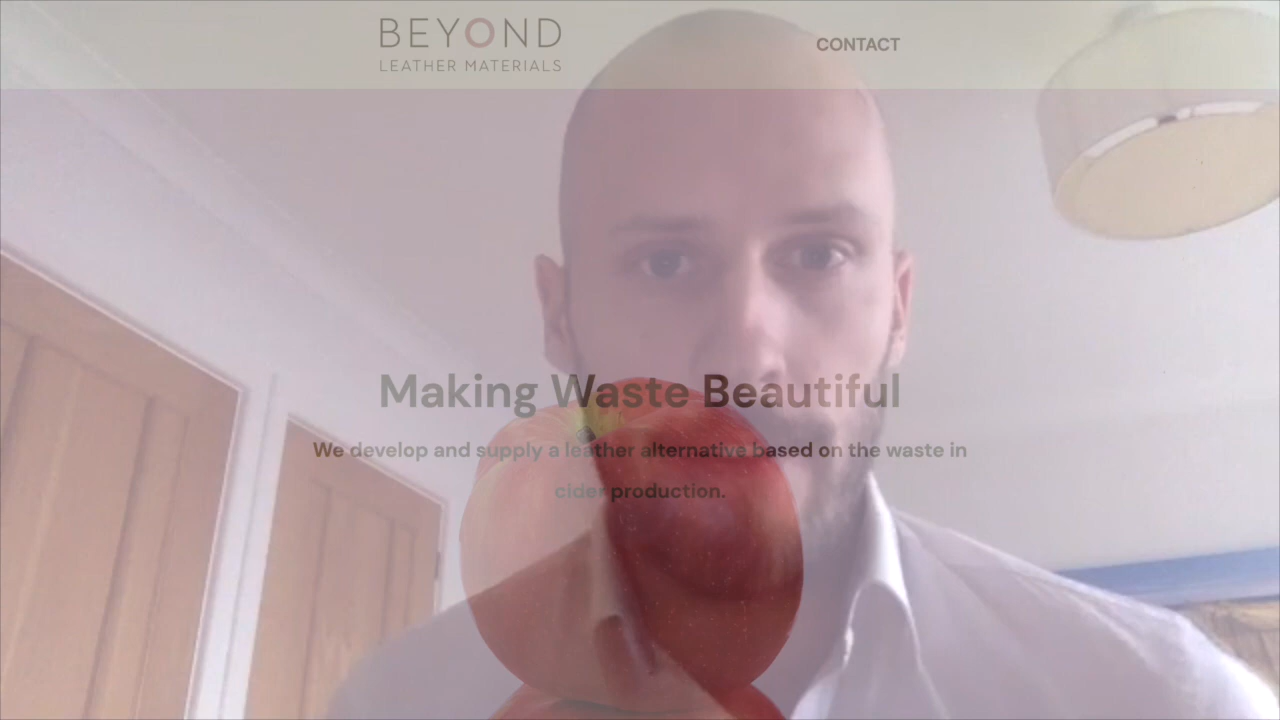 BEYOND
LEATHER MATERIALS
CONTACT
Making Waste Beautiful
We develop and supply a leather alternative based on the waste in
cider production.